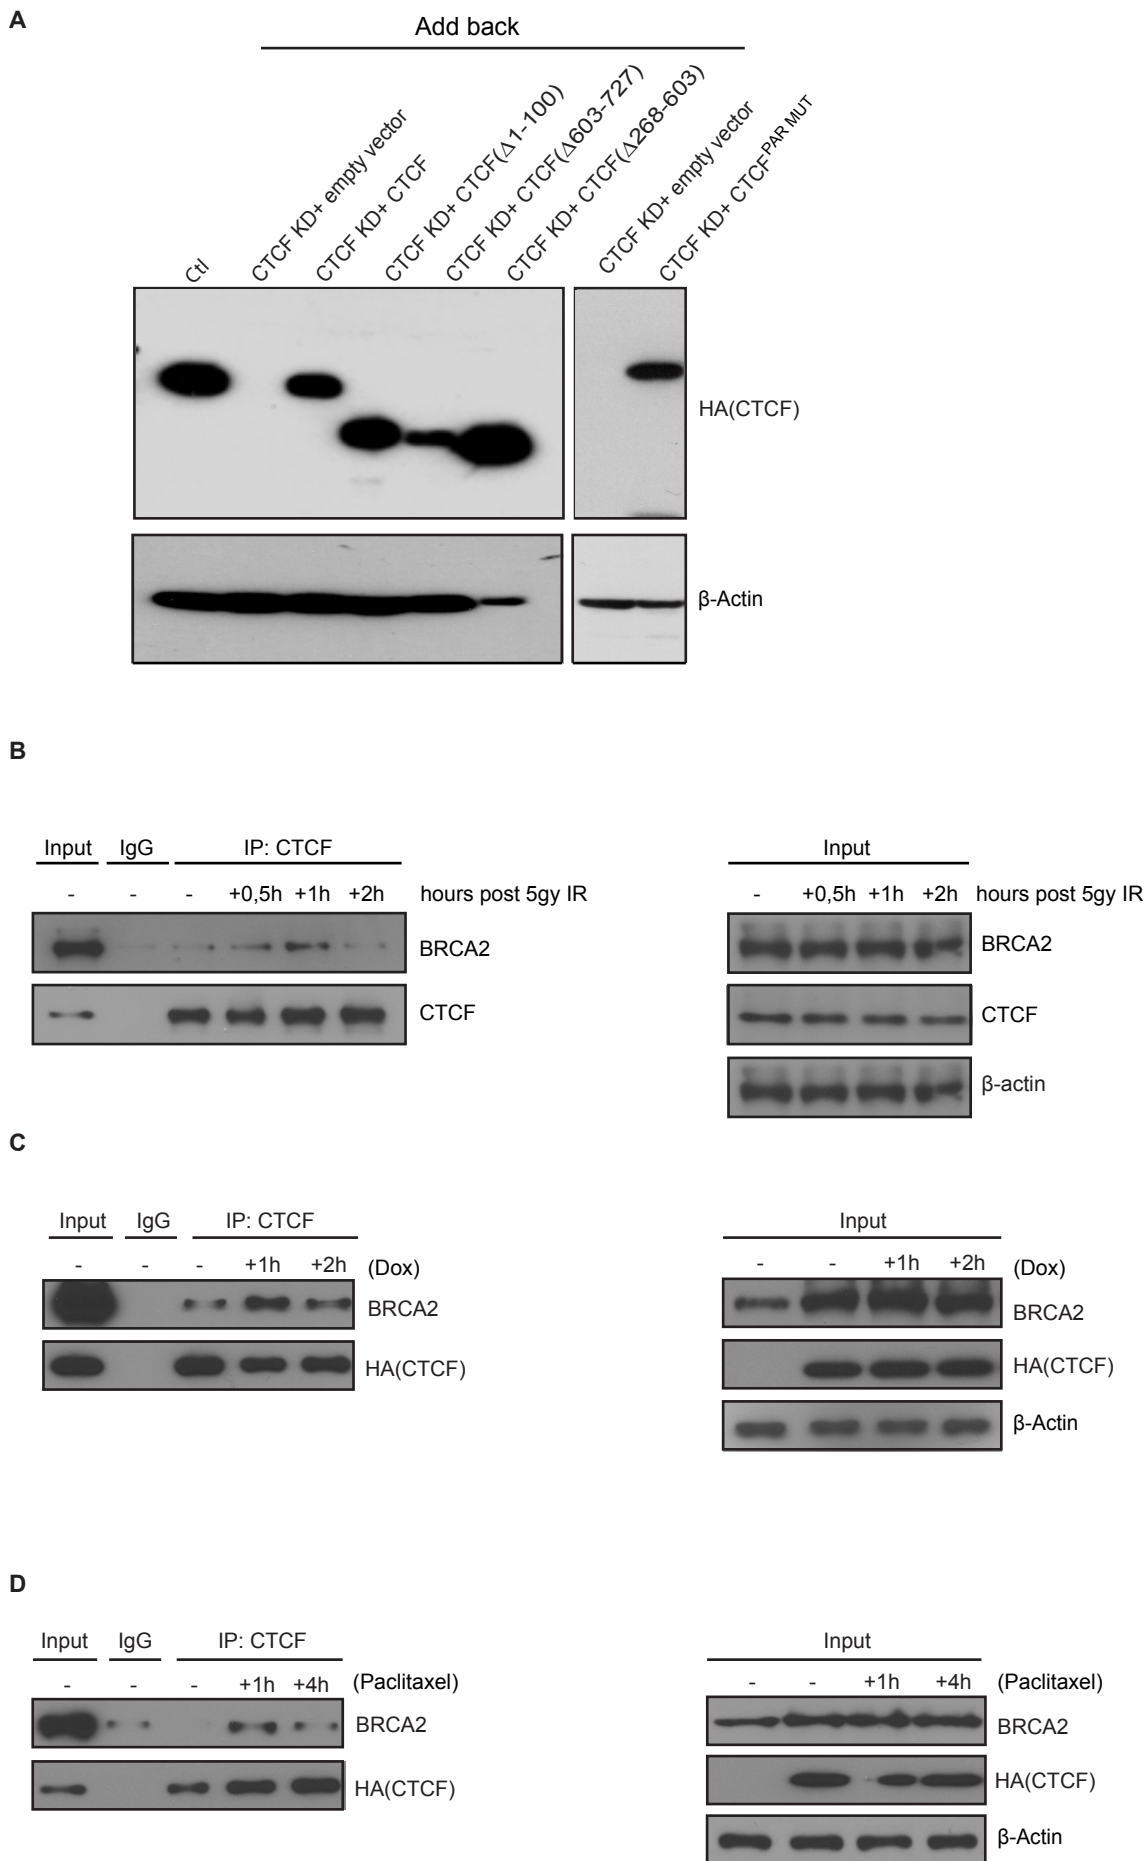 A
Add back
Ctl
CTCF KD+ empty vector
CTCF KD+ CTCF
CTCF KD+ CTCF(Δ1-100)
CTCF KD+ CTCF(Δ603-727)
CTCF KD+ CTCF(Δ268-603)
CTCF KD+ empty vector
CTCF KD+ CTCF^PAR MUT
HA(CTCF)
β-Actin
B
Input IgG IP: CTCF
- - - +0,5h +1h +2h hours post 5gy IR
BRCA2
CTCF
Input
- +0,5h +1h +2h hours post 5gy IR
BRCA2
CTCF
β-actin
C
Input IgG IP: CTCF
- - - +1h +2h (Dox)
BRCA2
HA(CTCF)
Input
- - +1h +2h (Dox)
BRCA2
HA(CTCF)
β-Actin
D
Input IgG IP: CTCF
- - - +1h +4h (Paclitaxel)
BRCA2
HA(CTCF)
Input
- - +1h +4h (Paclitaxel)
BRCA2
HA(CTCF)
β-Actin